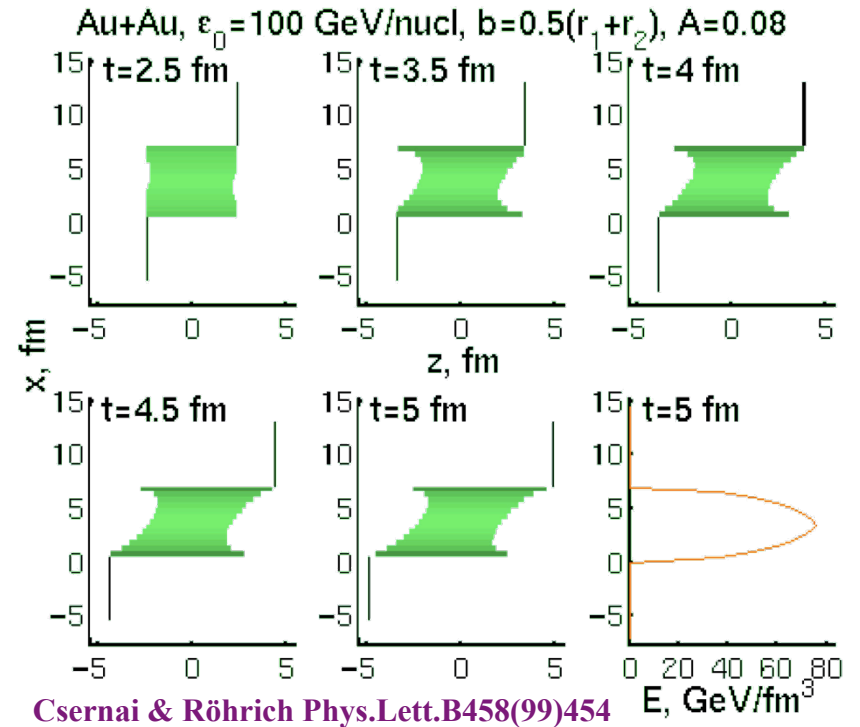 Au+Au, ε₀=100 GeV/nucl, b=0.5(r₁+r₂), A=0.08
t=2.5 fm
15
10
5
0
−5
−5 0 5
t=3.5 fm
15
10
5
0
−5
−5 0 5
t=4 fm
15
10
5
0
−5
−5 0 5
x, fm
z, fm
t=4.5 fm
15
10
5
0
−5
−5 0 5
t=5 fm
15
10
5
0
−5
−5 0 5
t=5 fm
15
10
5
0
−5
0 20 40 60 80
E, GeV/fm³
Csernai & Röhrich Phys.Lett.B458(99)454